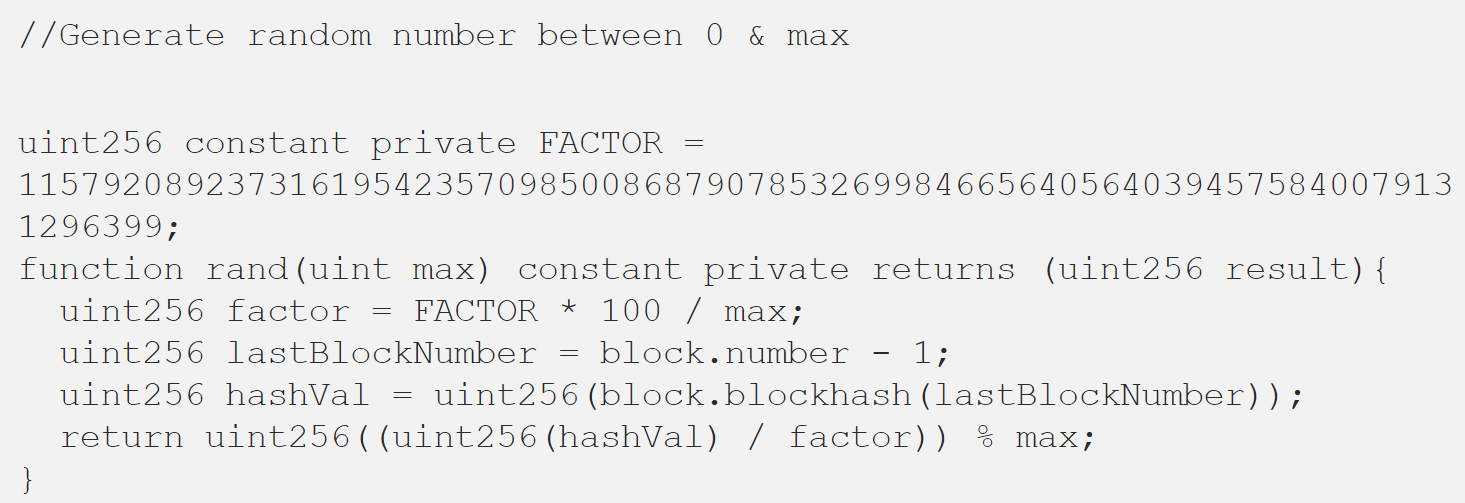 //Generate random number between 0 & max
uint256 constant private FACTOR =
115792089237316195423570985008687907853269984665640564039457584007913
1296399;
function rand(uint max) constant private returns (uint256 result){
uint256 factor = FACTOR * 100 / max;
uint256 lastBlockNumber = block.number - 1;
uint256 hashVal = uint256(block.blockhash(lastBlockNumber));
return uint256((uint256(hashVal) / factor)) % max;
}